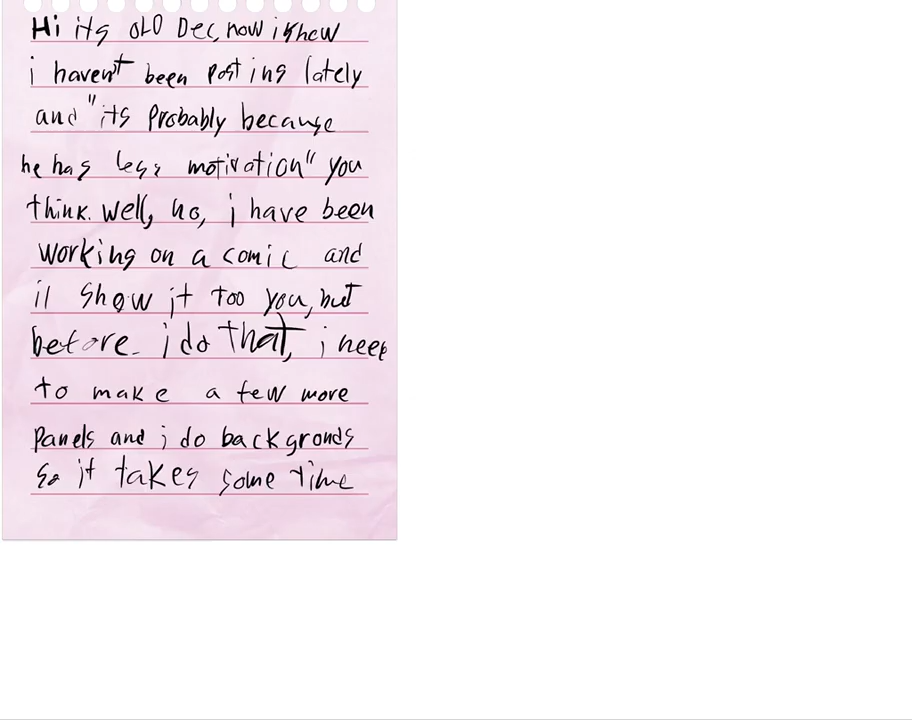 Hi its OLD Dec, now i know
i haven't been posting lately
and "its Probably because
he has less motivation" you
think. Well, no, i have been
working on a comic and
il show it too you, but
before. i do that, i need
to make a few more
panels and i do backgronds
so it takes some time